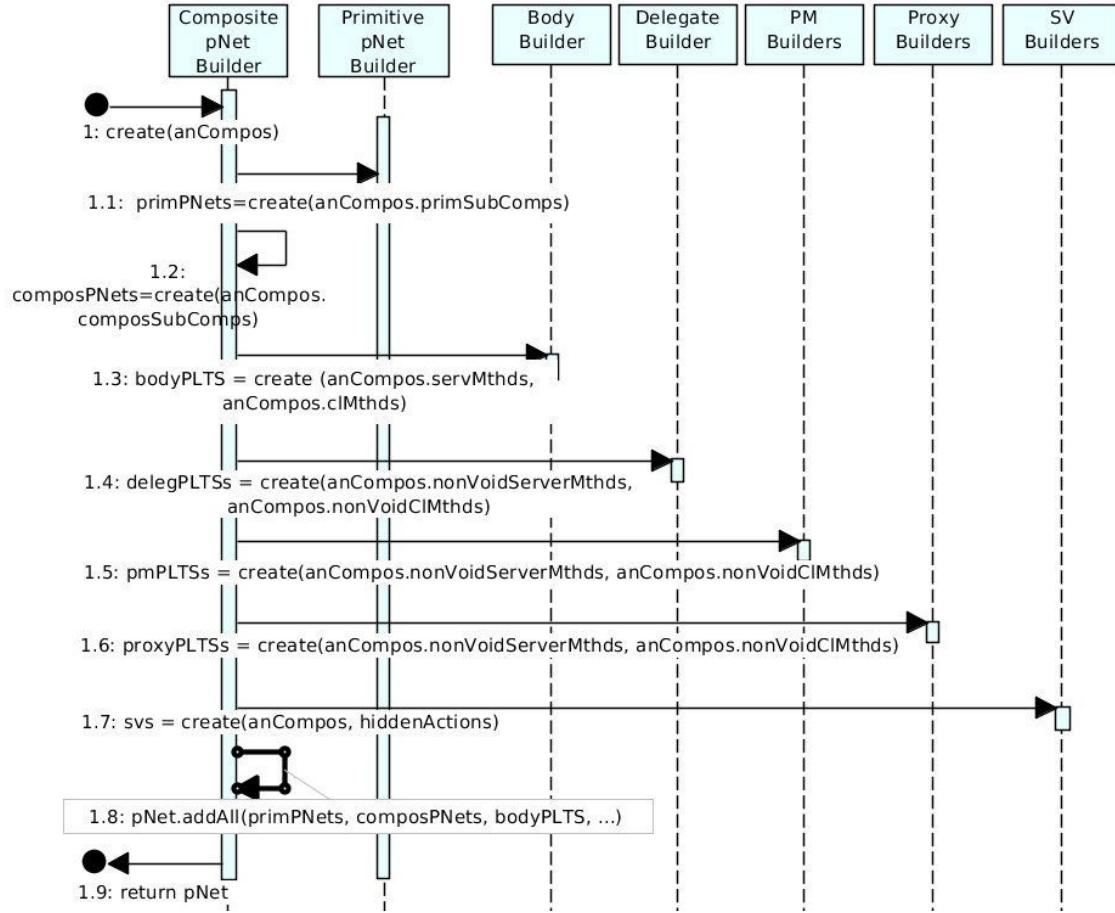 Composite
pNet
Builder
Primitive
pNet
Builder
Body
Builder
Delegate
Builder
PM
Builders
Proxy
Builders
SV
Builders
1: create(anCompos)
1.1: primPNets=create(anCompos.primSubComps)
1.2:
composPNets=create(anCompos.
composSubComps)
1.3: bodyPLTS = create (anCompos.servMthds,
anCompos.clMthds)
1.4: delegPLTSs = create(anCompos.nonVoidServerMthds,
anCompos.nonVoidClMthds)
1.5: pmPLTSs = create(anCompos.nonVoidServerMthds, anCompos.nonVoidClMthds)
1.6: proxyPLTSs = create(anCompos.nonVoidServerMthds, anCompos.nonVoidClMthds)
1.7: svs = create(anCompos, hiddenActions)
1.8: pNet.addAll(primPNets, composPNets, bodyPLTS, ...)
1.9: return pNet